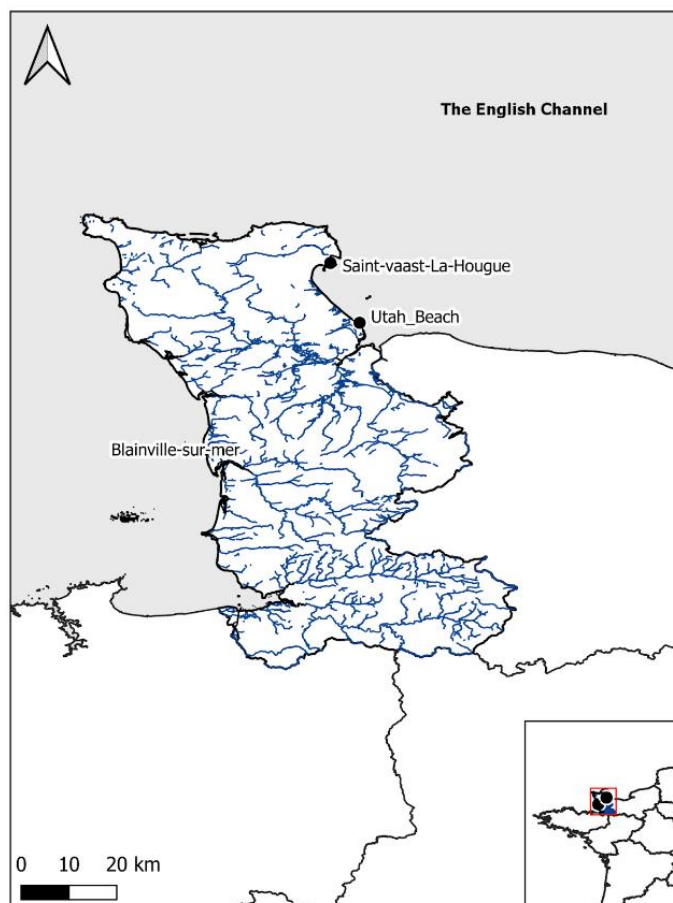 The English Channel
Saint-vaast-La-Hougue
Utah_Beach
Blainville-sur-mer
0 10 20 km